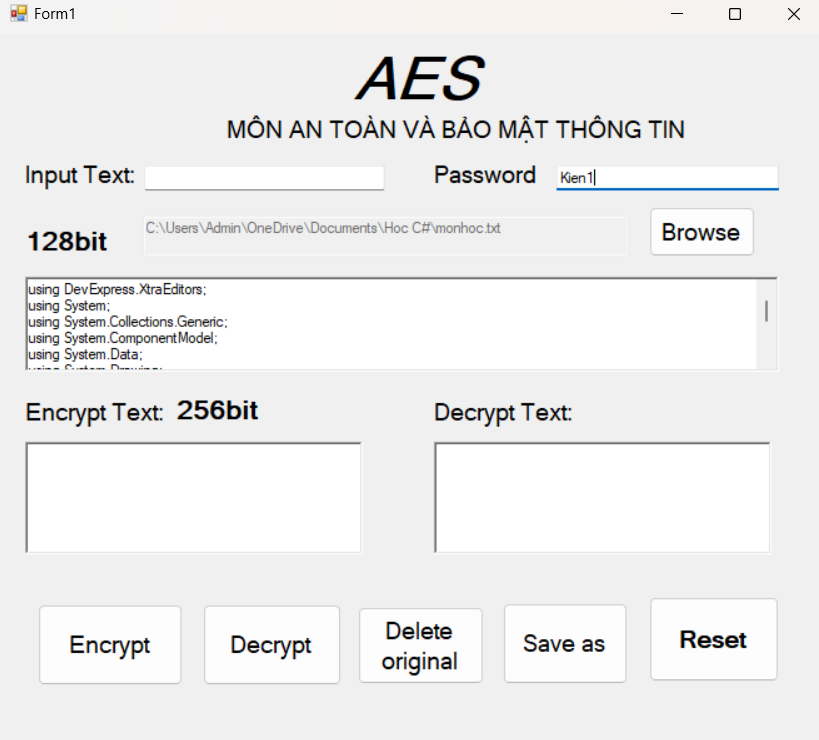 Form1
AES
MÔN AN TOÀN VÀ BẢO MẬT THÔNG TIN
Input Text:
Password
Kien1
128bit
C:\Users\Admin\OneDrive\Documents\Hoc C#\monhoc.txt
Browse
using DevExpress.XtraEditors;
using System;
using System.Collections.Generic;
using System.ComponentModel;
using System.Data;
using System.Drawing;
Encrypt Text: 256bit
Decrypt Text:
Encrypt
Decrypt
Delete
original
Save as
Reset